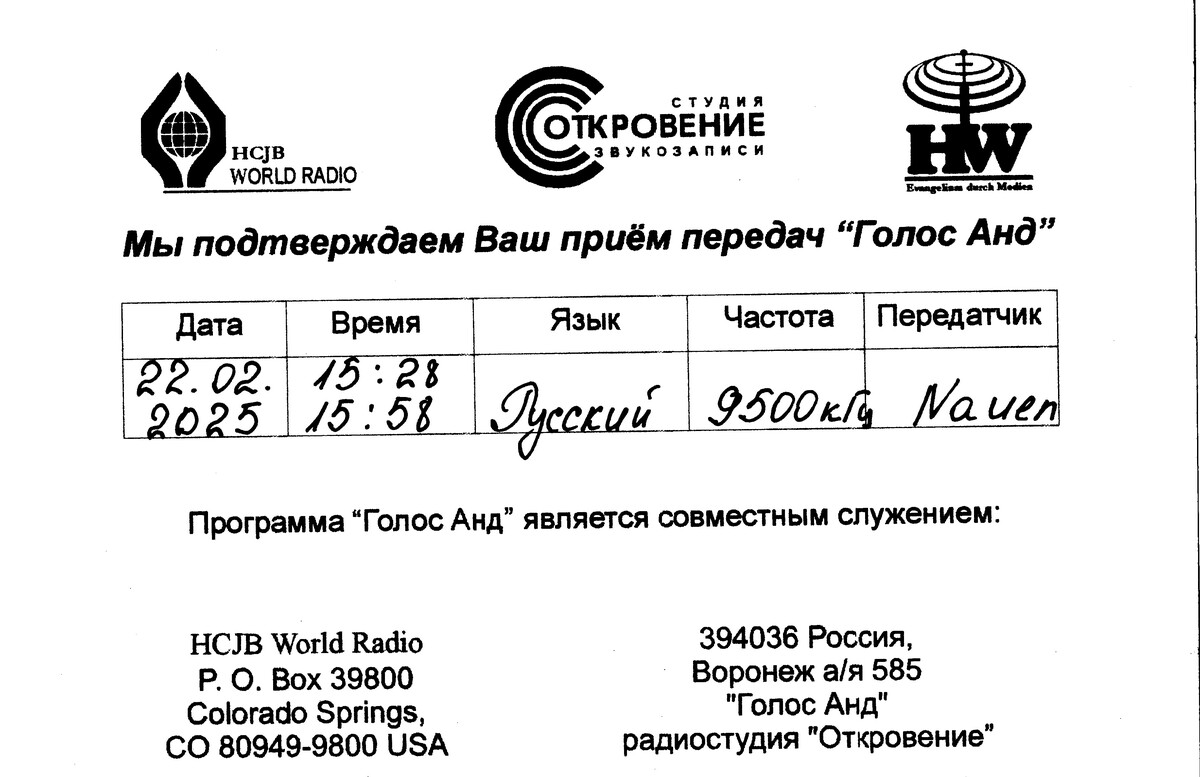 HCJB
WORLD RADIO
СТУДИЯ
ОТКРОВЕНИЕ
ЗВУКОЗАПИСИ
HW
Evangelism durch Medien
Мы подтверждаем Ваш приём передач “Голос Анд”
Дата Время Язык Частота Передатчик
22.02. 15:28
2025 15:58 Русский 9500кГц Nauen
Программа “Голос Анд” является совместным служением:
HCJB World Radio
P. O. Box 39800
Colorado Springs,
CO 80949-9800 USA
394036 Россия,
Воронеж а/я 585
"Голос Анд"
радиостудия "Откровение”